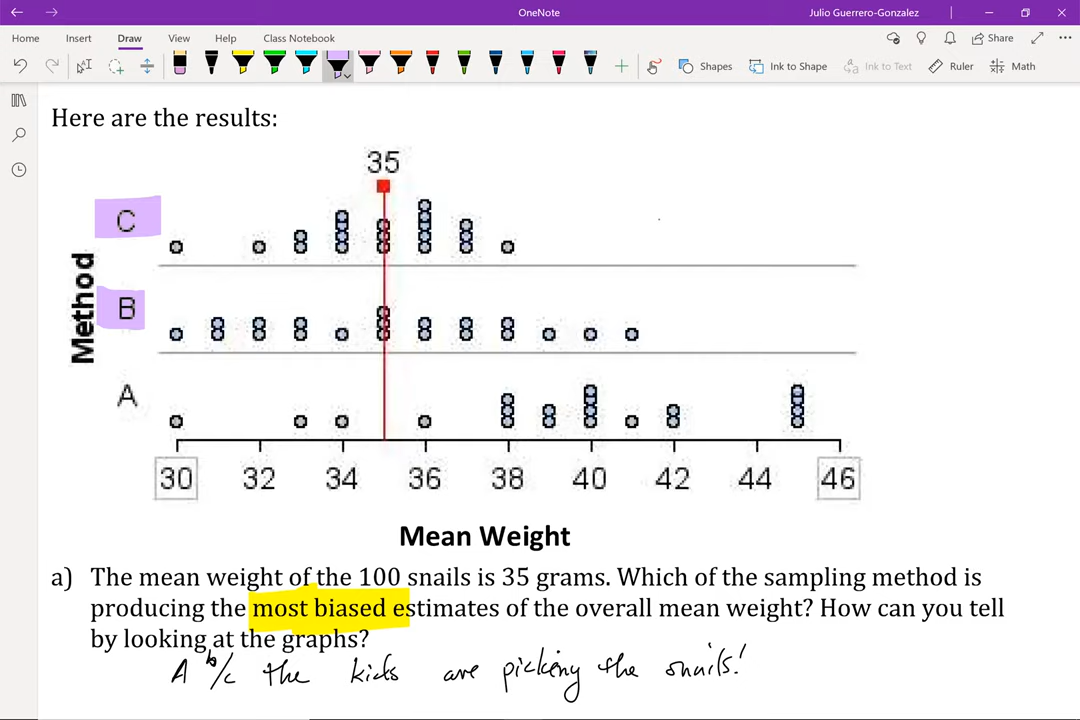 OneNote
Julio Guerrero-Gonzalez
Home Insert Draw View Help Class Notebook
Share
Shapes Ink to Shape Ink to Text Ruler Math
Here are the results:
35
C
B
A
Method
30 32 34 36 38 40 42 44 46
Mean Weight
a) The mean weight of the 100 snails is 35 grams. Which of the sampling method is
producing the most biased estimates of the overall mean weight? How can you tell
by looking at the graphs?
A b/c the kids are picking the snails!